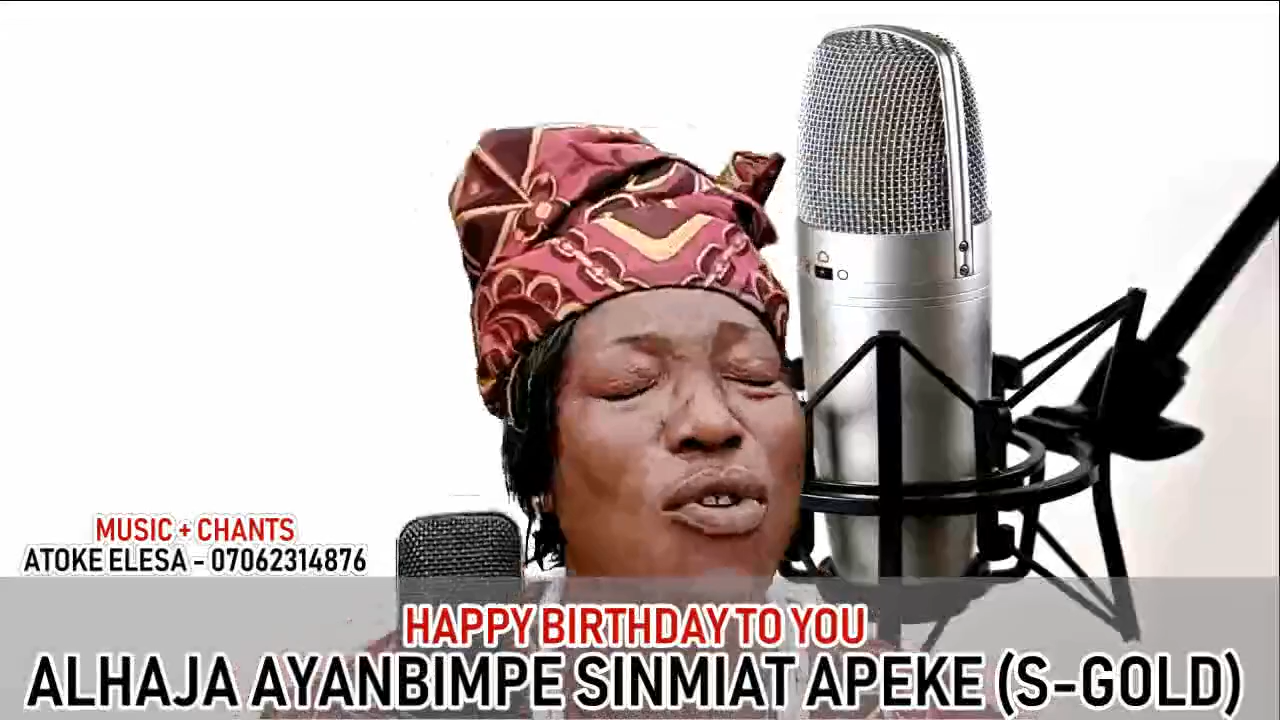 MUSIC + CHANTS
ATOKE ELESA - 07062314876
HAPPY BIRTHDAY TO YOU
ALHAJA AYANBIMPE SINMIAT APEKE (S-GOLD)